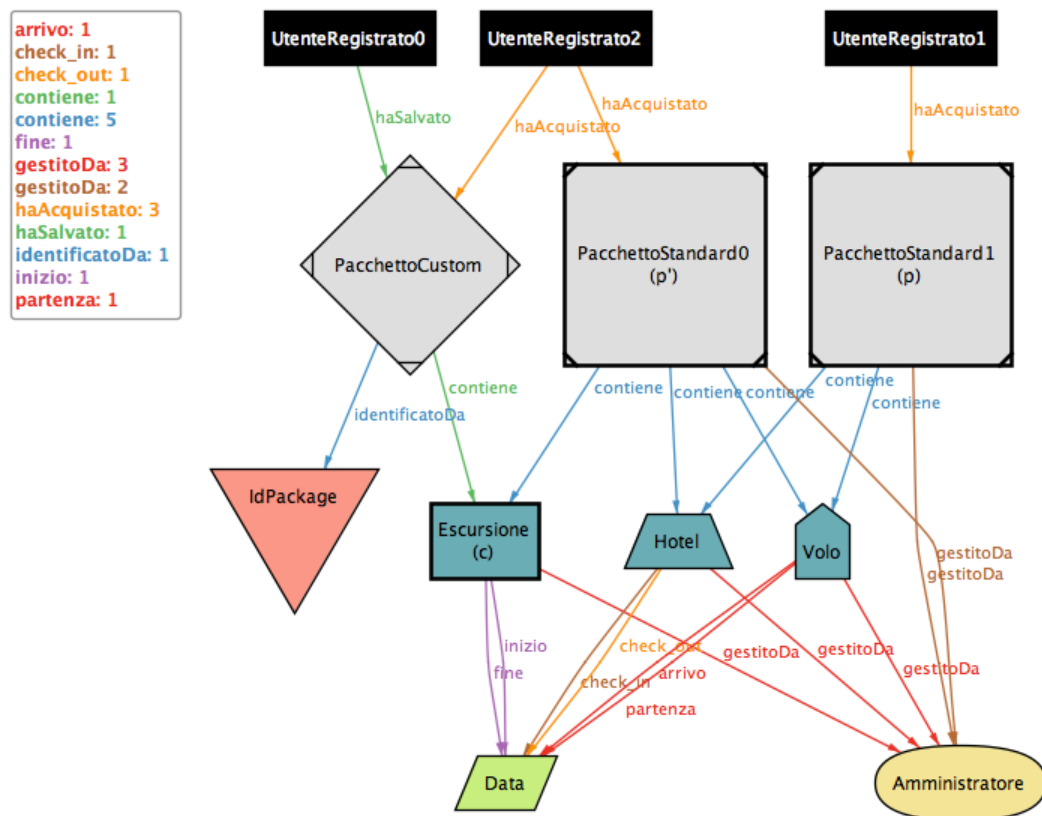 arrivo: 1
check_in: 1
check_out: 1
contiene: 1
contiene: 5
fine: 1
gestitoDa: 3
gestitoDa: 2
haAcquistato: 3
haSalvato: 1
identificatoDa: 1
inizio: 1
partenza: 1
UtenteRegistrato0
UtenteRegistrato2
UtenteRegistrato1
haSalvato
haAcquistato
haAcquistato
haAcquistato
PacchettoCustom
PacchettoStandard0
(p')
PacchettoStandard1
(p)
identificatoDa
contiene
contiene
contiene
contiene
contiene
contiene
IdPackage
Escursione
(c)
Hotel
Volo
gestitoDa
gestitoDa
inizio
fine
check_out
check_in
arrivo
partenza
gestitoDa
gestitoDa
gestitoDa
Data
Amministratore